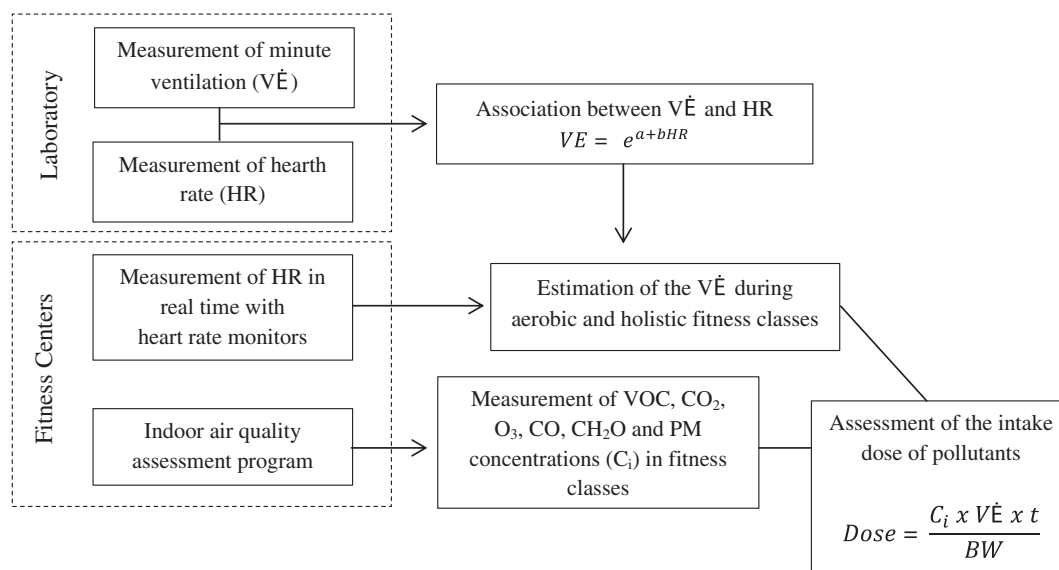 Laboratory
Measurement of minute
ventilation (VĖ)
Measurement of hearth
rate (HR)
Association between VĖ and HR
VE = e^{a+bHR}
Fitness Centers
Measurement of HR in
real time with
heart rate monitors
Estimation of the VĖ during
aerobic and holistic fitness classes
Indoor air quality
assessment program
Measurement of VOC, CO₂,
O₃, CO, CH₂O and PM
concentrations (Cᵢ) in fitness
classes
Assessment of the intake
dose of pollutants
Dose = \frac{C_i x VĖ x t}{BW}